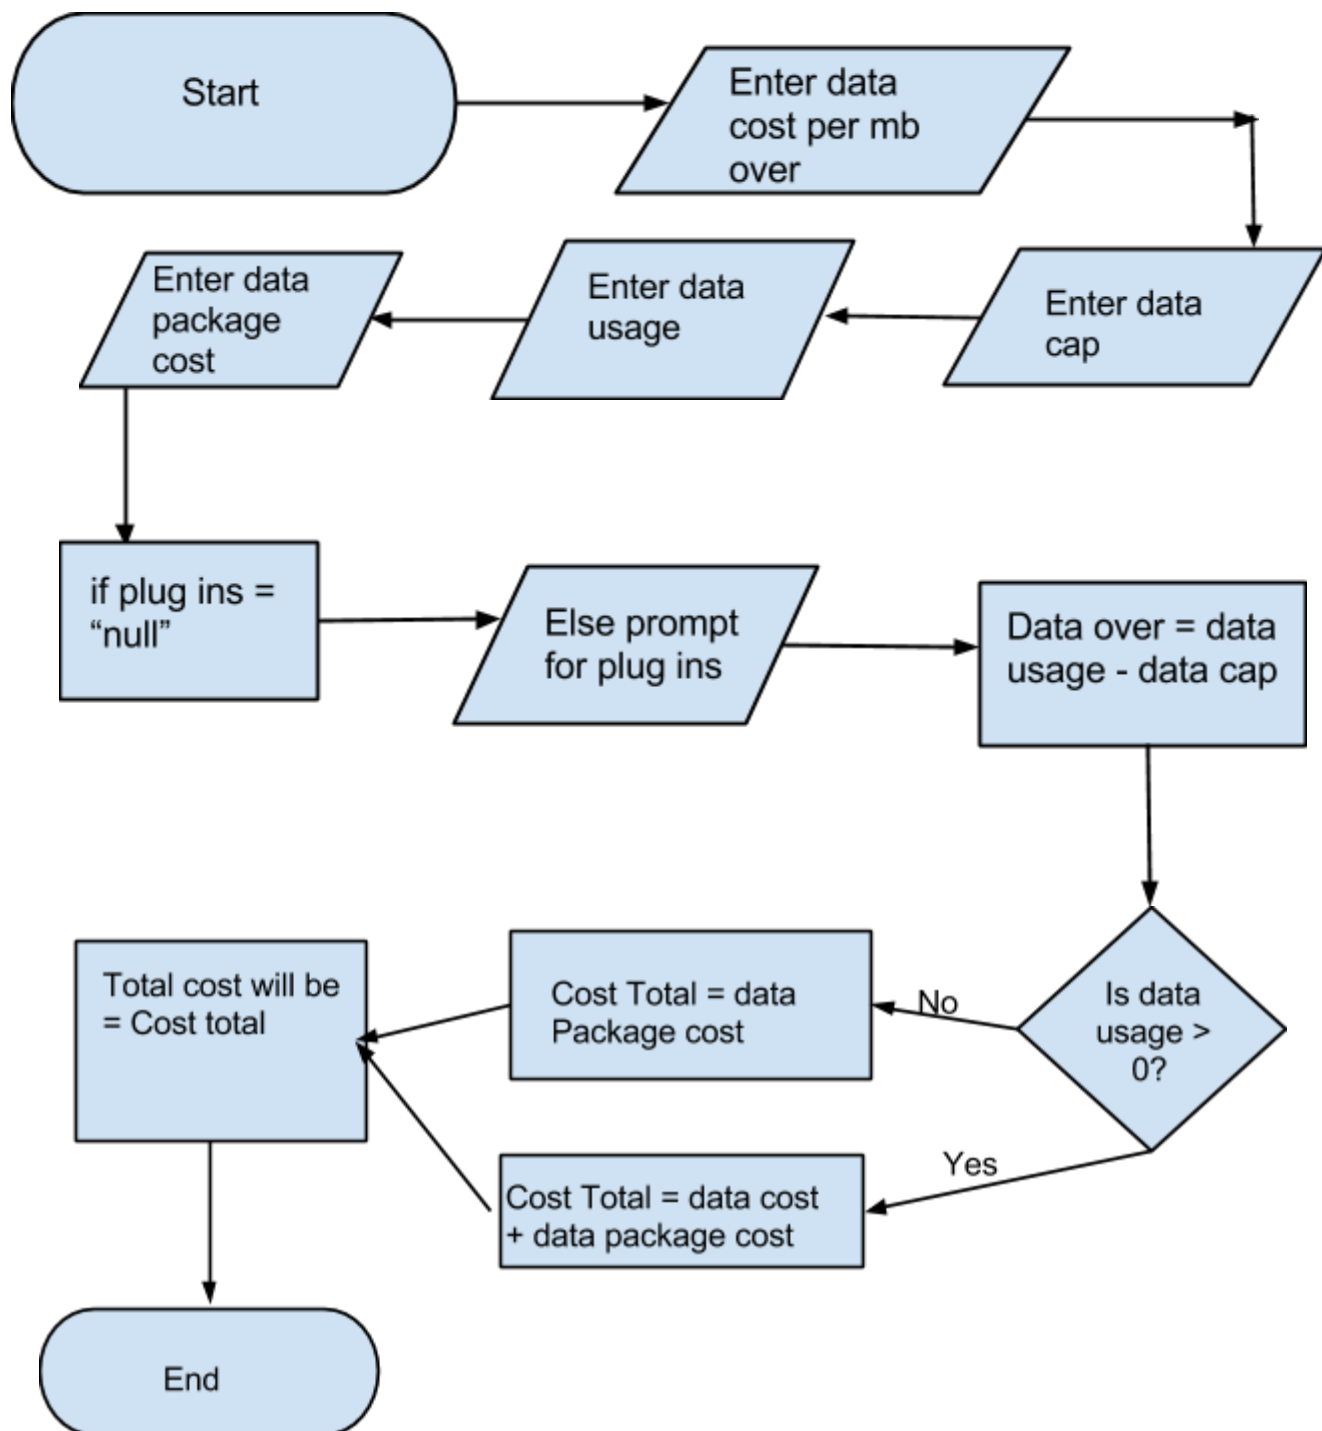 Start
Enter data
cost per mb
over
Enter data
cap
Enter data
usage
Enter data
package
cost
if plug ins =
“null”
Else prompt
for plug ins
Data over = data
usage - data cap
Is data
usage >
0?
No
Cost Total = data
Package cost
Yes
Cost Total = data cost
+ data package cost
Total cost will be
= Cost total
End